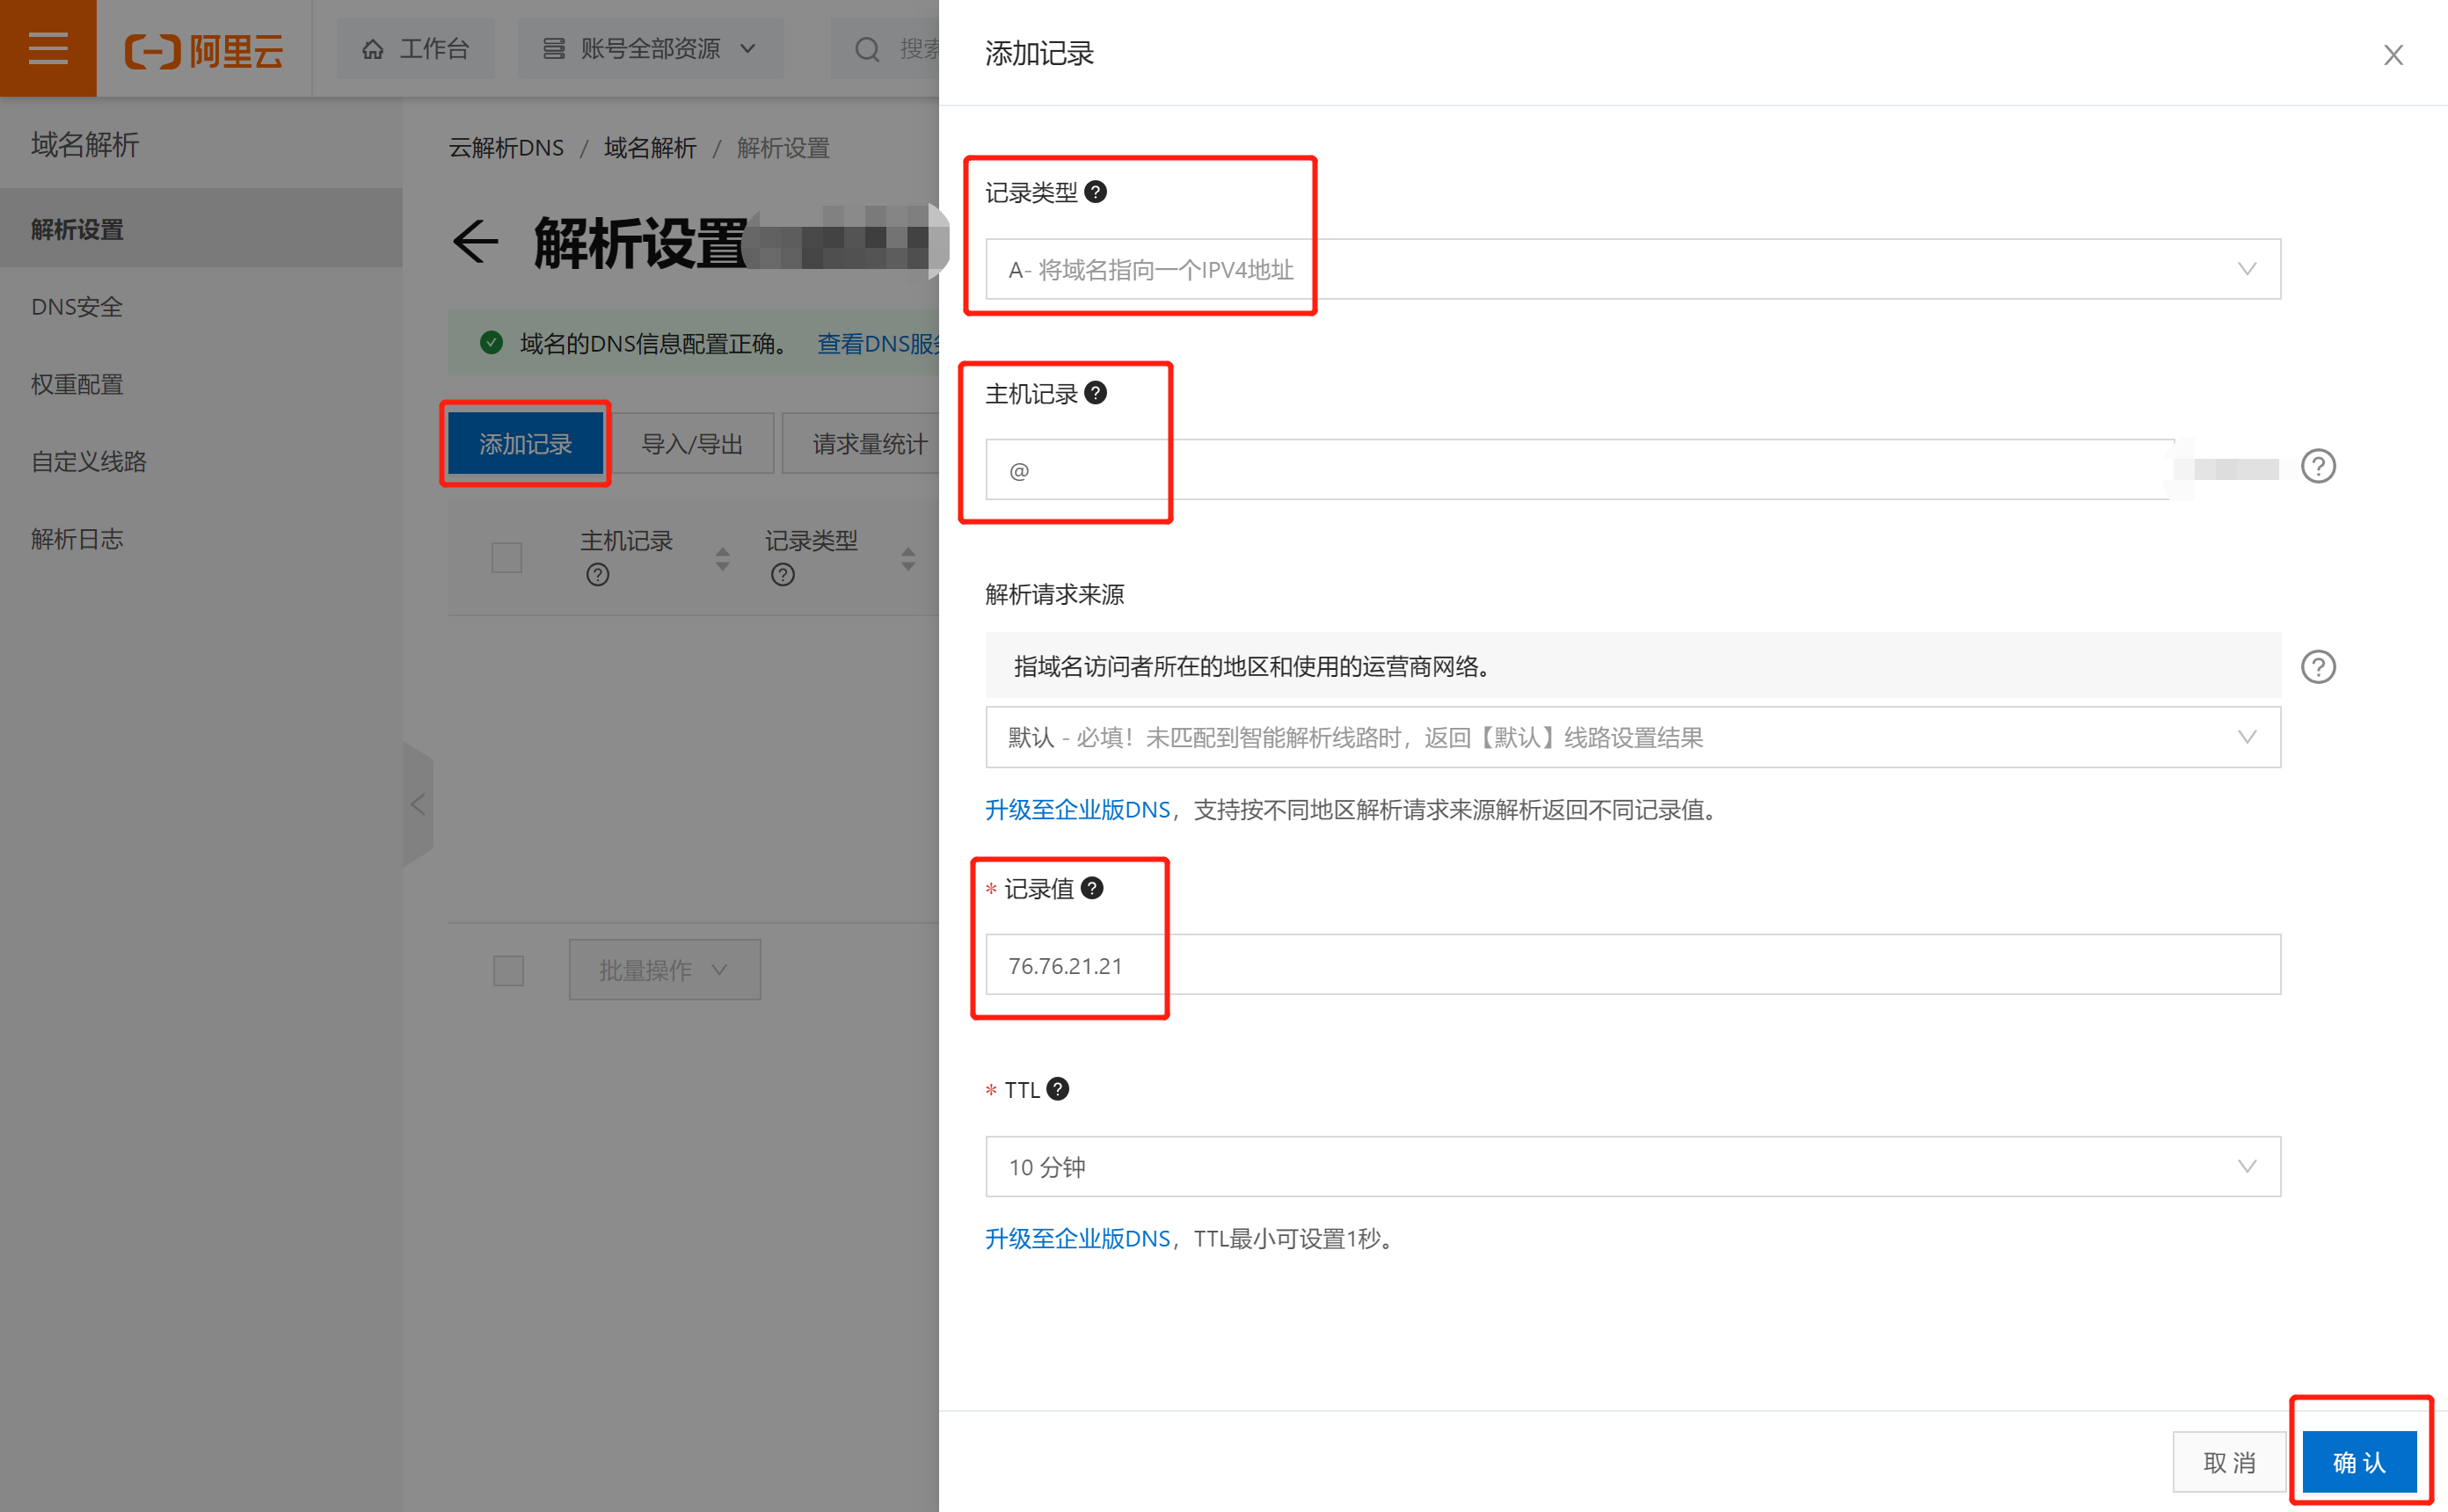 阿里云
工作台
账号全部资源
搜索
域名解析
解析设置
DNS安全
权重配置
自定义线路
解析日志
云解析DNS / 域名解析 / 解析设置
解析设置
域名的DNS信息配置正确。 查看DNS服务
添加记录
导入/导出
请求量统计
主机记录
记录类型
批量操作
添加记录
记录类型
A- 将域名指向一个IPV4地址
主机记录
@
解析请求来源
指域名访问者所在的地区和使用的运营商网络。
默认 - 必填！未匹配到智能解析线路时，返回【默认】线路设置结果
升级至企业版DNS，支持按不同地区解析请求来源解析返回不同记录值。
* 记录值
76.76.21.21
* TTL
10 分钟
升级至企业版DNS，TTL最小可设置1秒。
取 消
确 认